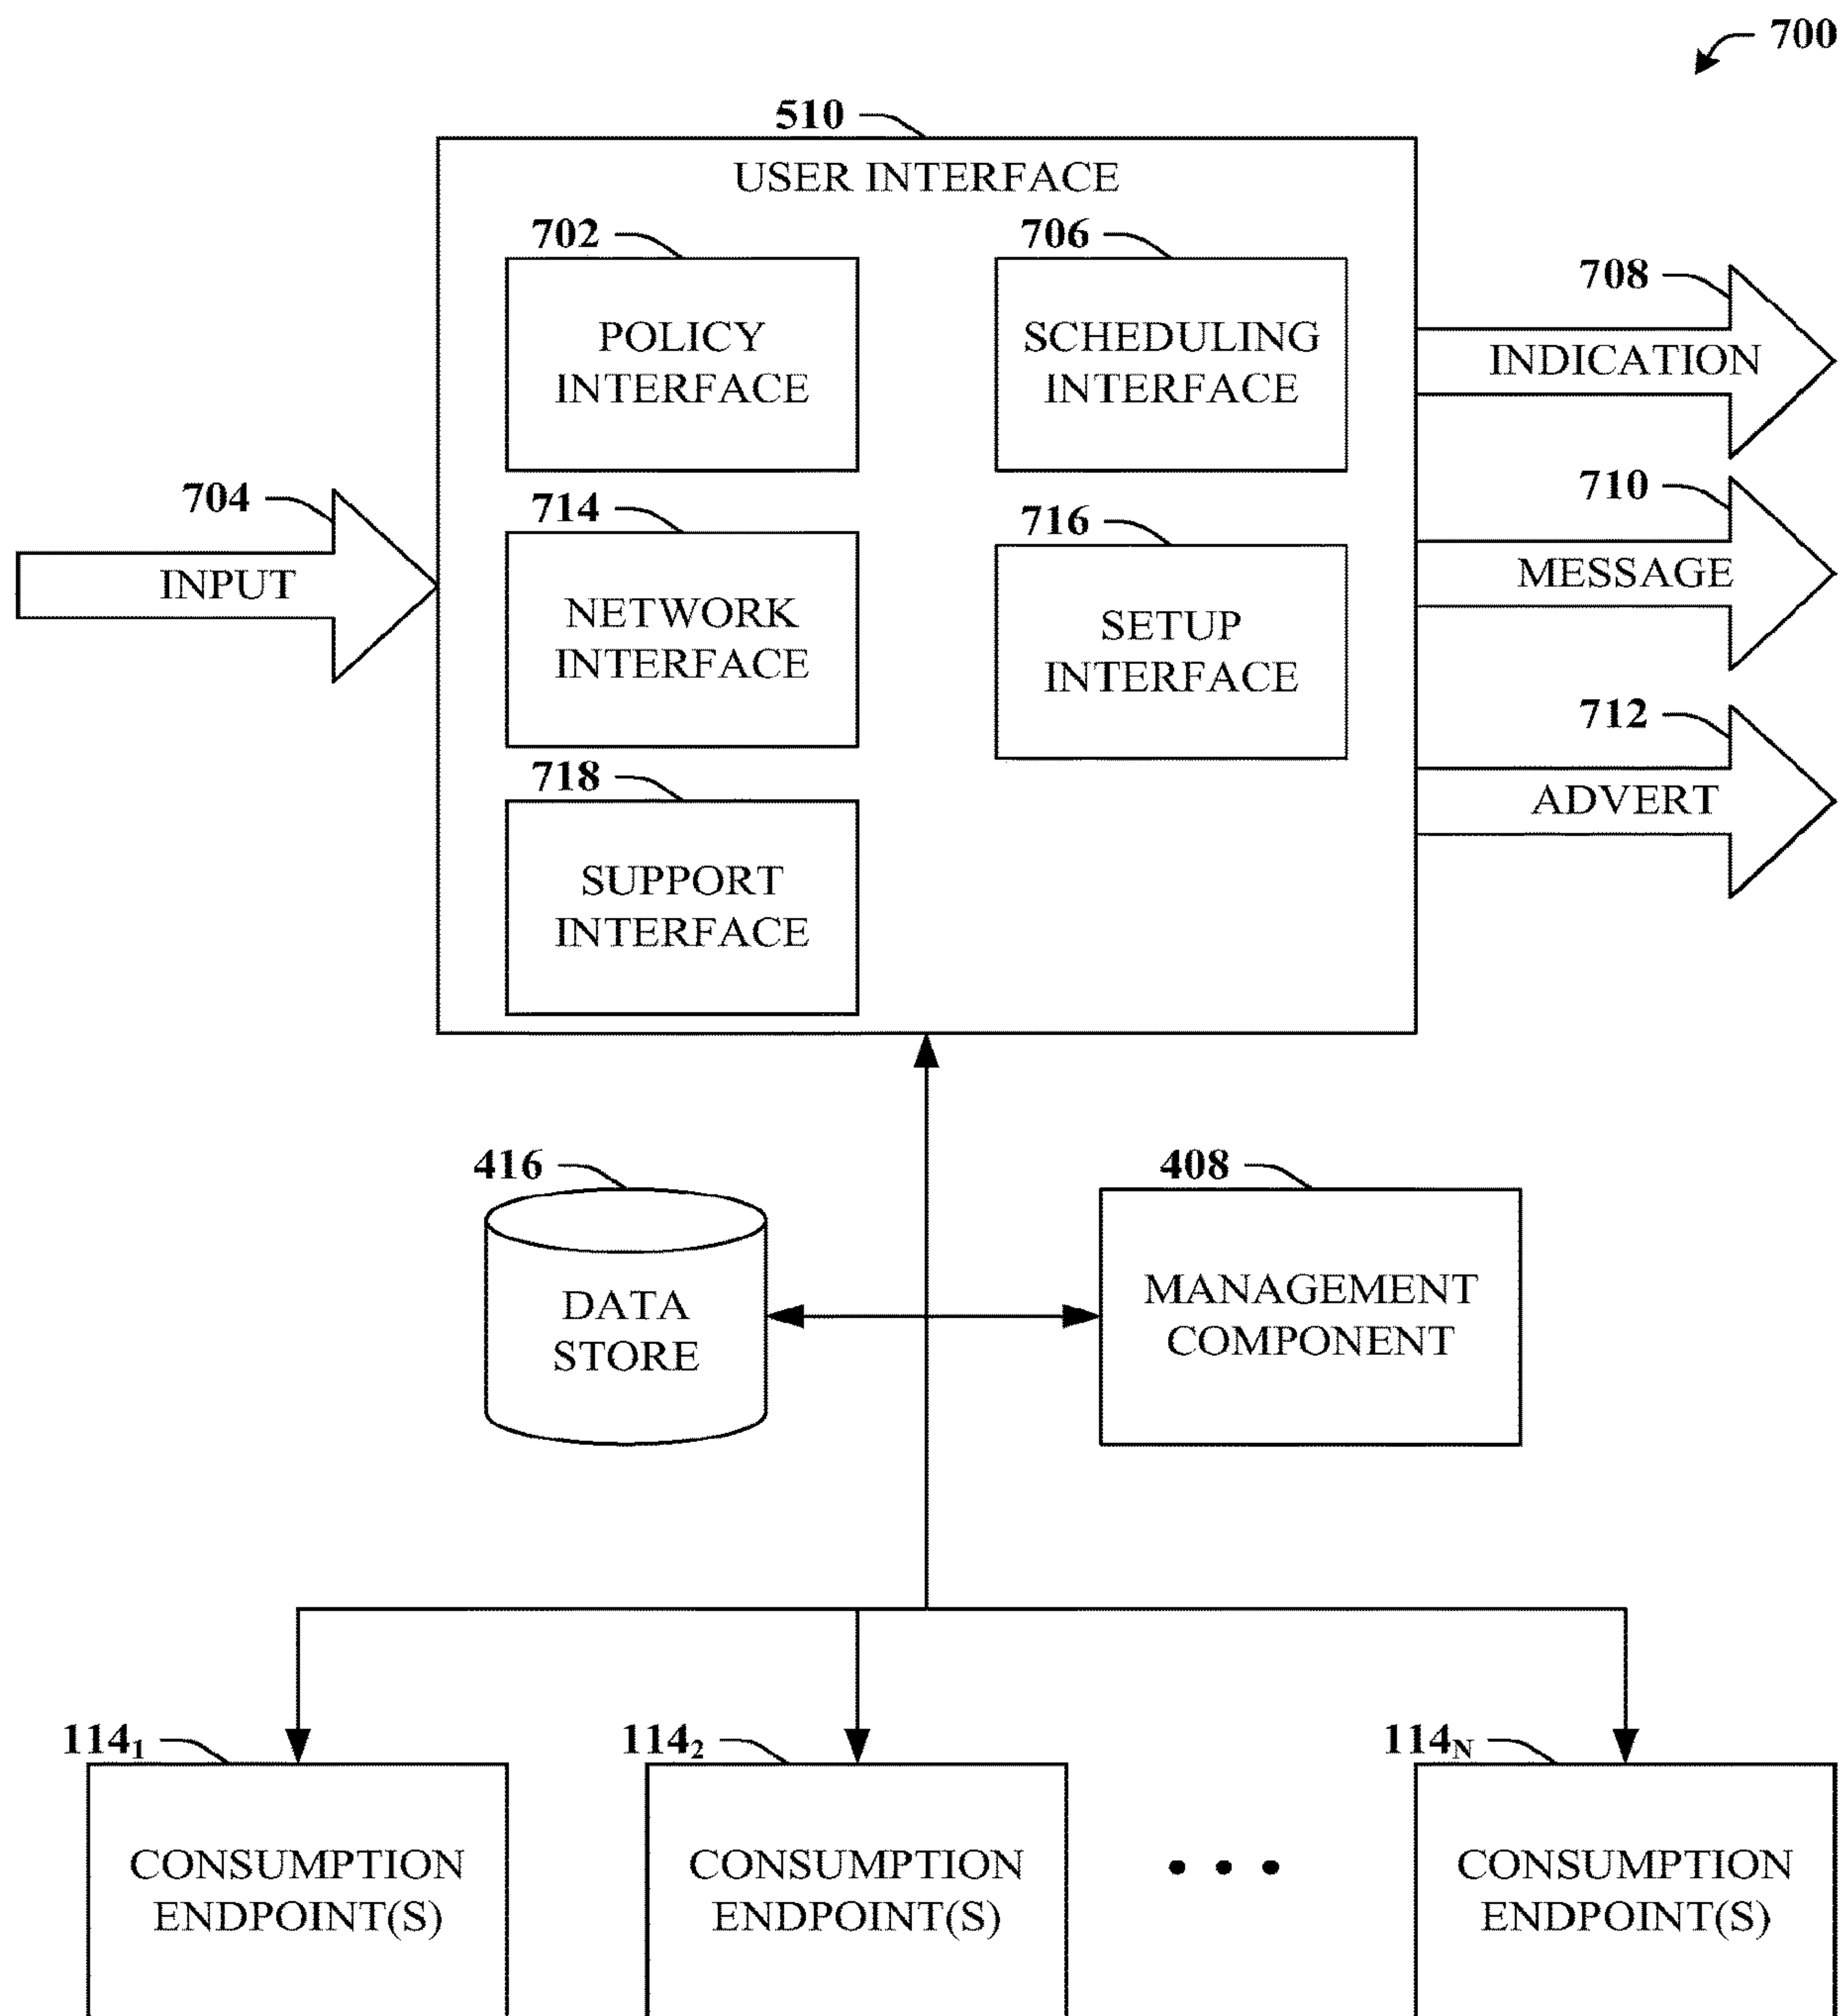 700
510
USER INTERFACE
702
706
POLICY
INTERFACE
SCHEDULING
INTERFACE
708
INDICATION
704
INPUT
714
716
NETWORK
INTERFACE
SETUP
INTERFACE
710
MESSAGE
712
ADVERT
718
SUPPORT
INTERFACE
416
408
DATA
STORE
MANAGEMENT
COMPONENT
114₁
114₂
114ₙ
CONSUMPTION
ENDPOINT(S)
CONSUMPTION
ENDPOINT(S)
• • •
CONSUMPTION
ENDPOINT(S)